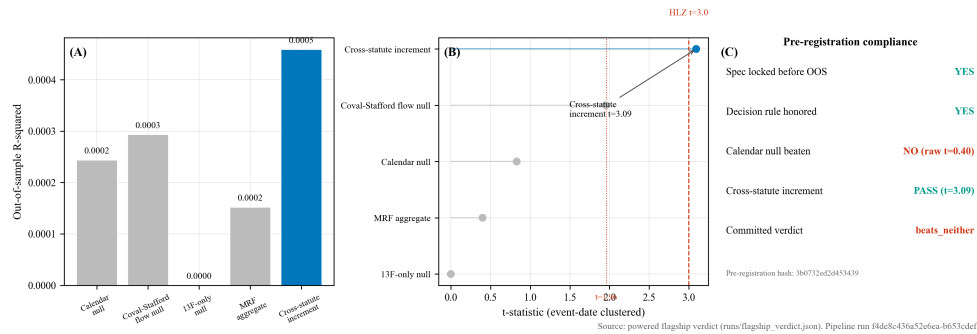 HLZ t=3.0
(A)
Out-of-sample R-squared
0.0004
0.0003
0.0002
0.0001
0.0000
0.0002
0.0003
0.0000
0.0002
0.0005
Calendar
null
Coval-Stafford
flow null
13F-only
null
MRF
aggregate
Cross-statute
increment
(B)
Cross-statute increment
Coval-Stafford flow null
Calendar null
MRF aggregate
13F-only null
Cross-statute
increment t=3.09
0.0 0.5 1.0 1.5 2.0 2.5 3.0
t-statistic (event-date clustered)
(C)
Pre-registration compliance
Spec locked before OOS YES
Decision rule honored YES
Calendar null beaten NO (raw t=0.40)
Cross-statute increment PASS (t=3.09)
Committed verdict beats_neither
Pre-registration hash: 3b0732ed2d453439
Source: powered flagship verdict (runs/flagship_verdict.json). Pipeline run f4de8c436a52e6ea-b653cdef